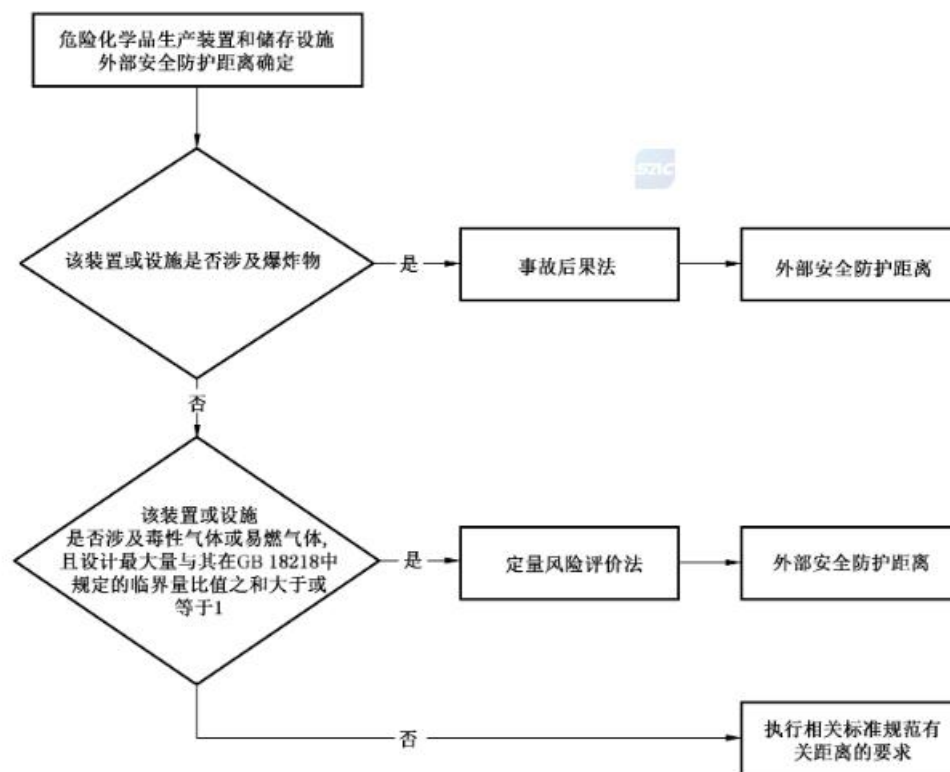 危险化学品生产装置和储存设施
外部安全防护距离确定
该装置或设施是否涉及爆炸物
是
事故后果法
外部安全防护距离
否
该装置或设施
是否涉及毒性气体或易燃气体,
且设计最大量与其在GB 18218中
规定的临界量比值之和大于或
等于1
是
定量风险评价法
外部安全防护距离
否
执行相关标准规范有
关距离的要求